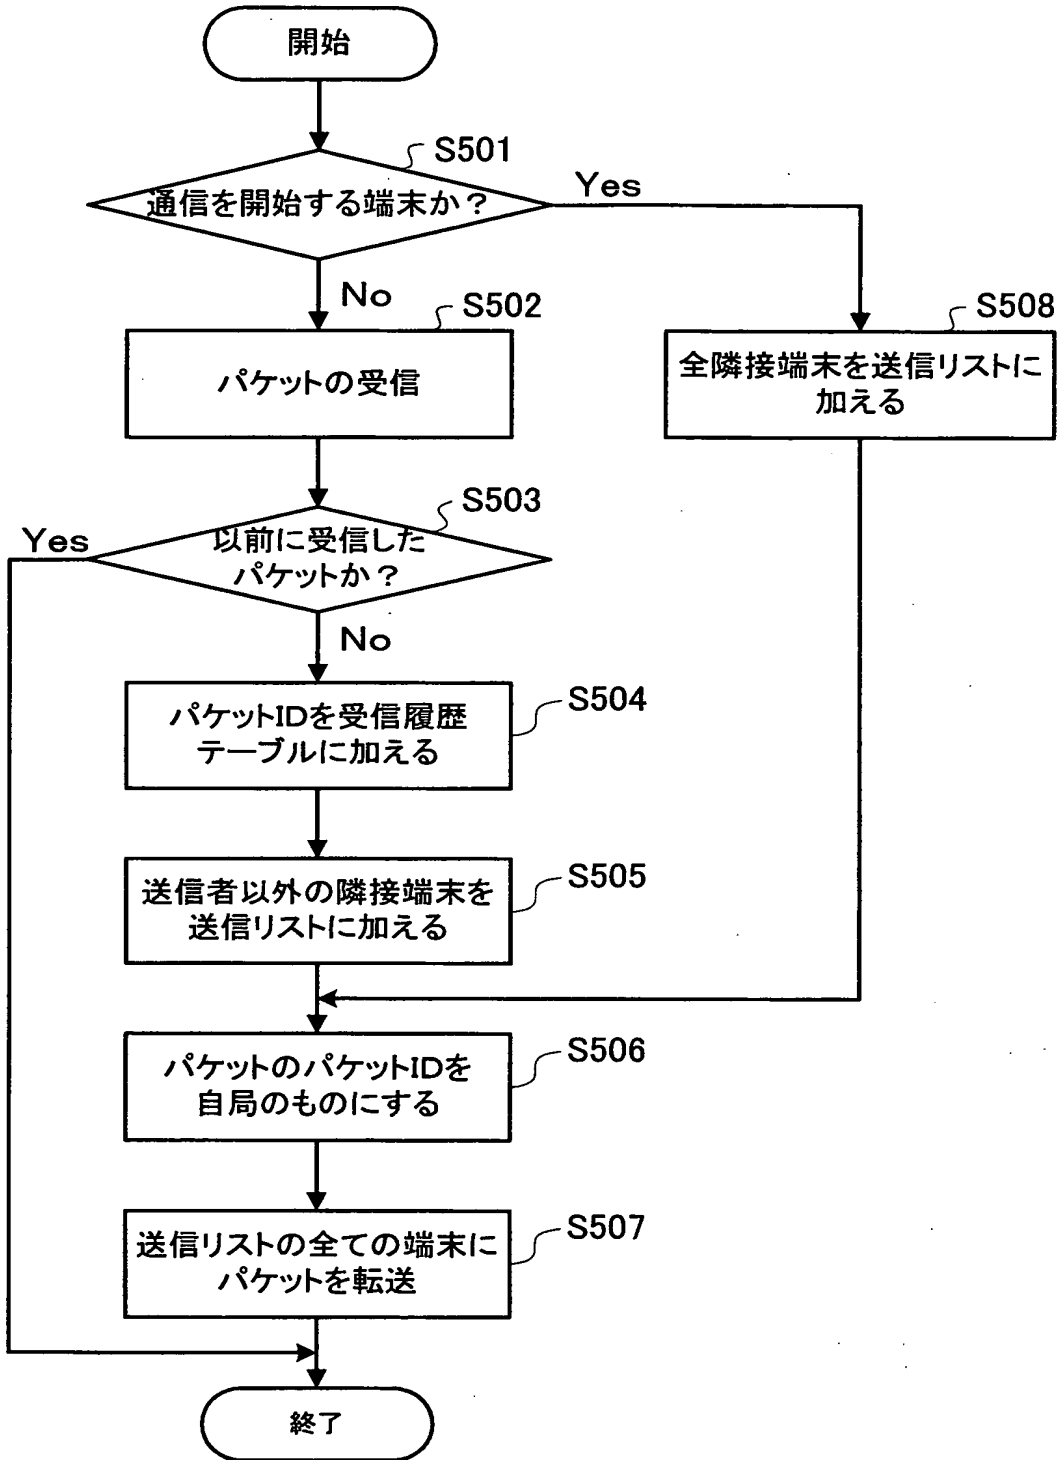 開始
S501
通信を開始する端末か？
Yes
No
S502
パケットの受信
S508
全隣接端末を送信リストに
加える
S503
以前に受信した
パケットか？
Yes
No
S504
パケットIDを受信履歴
テーブルに加える
S505
送信者以外の隣接端末を
送信リストに加える
S506
パケットのパケットIDを
自局のものにする
S507
送信リストの全ての端末に
パケットを転送
終了